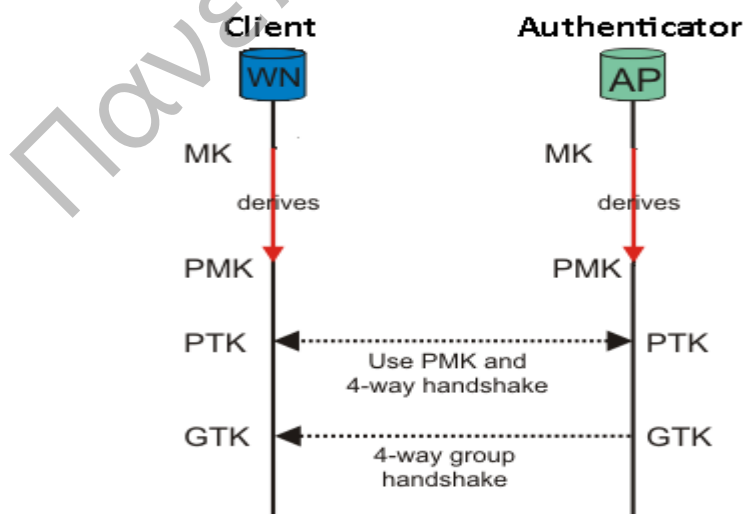 Client Authenticator
WN AP
MK MK
derives derives
PMK PMK
PTK PTK
Use PMK and
4-way handshake
GTK GTK
4-way group
handshake